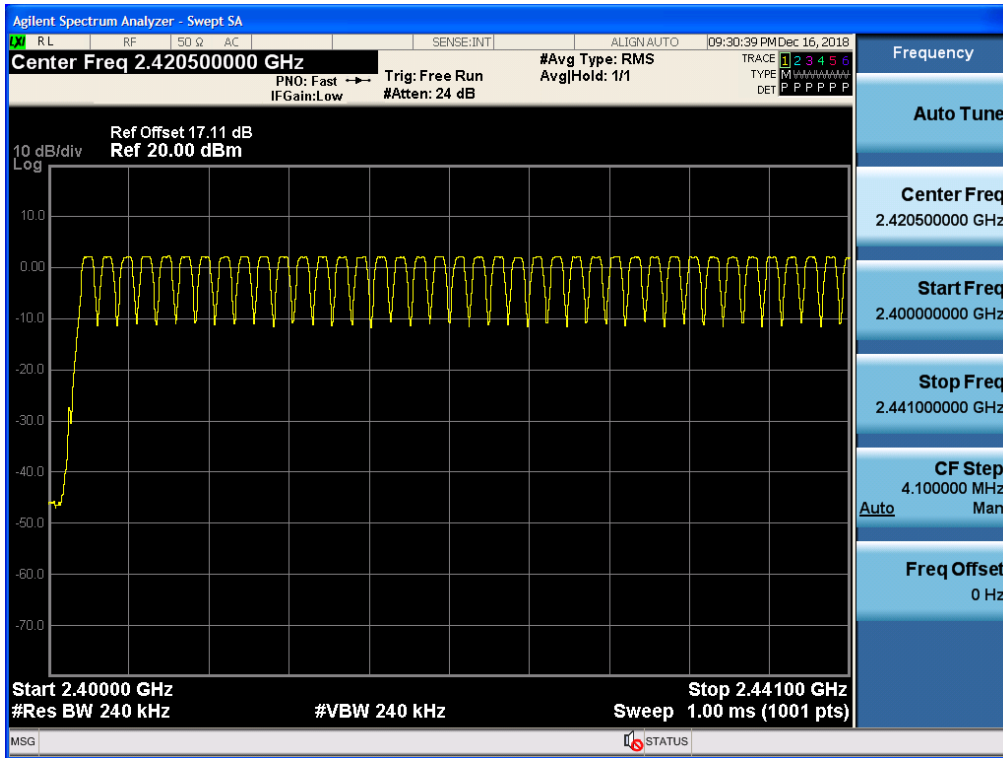 Agilent Spectrum Analyzer - Swept SA
LXI RL RF 50 Ω AC SENSE:INT ALIGN AUTO 09:30:39 PM Dec 16, 2018
Center Freq 2.420500000 GHz
PNO: Fast
IFGain:Low
Trig: Free Run
#Atten: 24 dB
#Avg Type: RMS
Avg|Hold: 1/1
TRACE 1 2 3 4 5 6
TYPE M WWWWW
DET P P P P P P
Ref Offset 17.11 dB
10 dB/div Ref 20.00 dBm
Log
10.0
0.00
-10.0
-20.0
-30.0
-40.0
-50.0
-60.0
-70.0
Start 2.40000 GHz Stop 2.44100 GHz
#Res BW 240 kHz #VBW 240 kHz Sweep 1.00 ms (1001 pts)
MSG STATUS
Frequency
Auto Tune
Center Freq
2.420500000 GHz
Start Freq
2.400000000 GHz
Stop Freq
2.441000000 GHz
CF Step
4.100000 MHz
Auto Man
Freq Offset
0 Hz